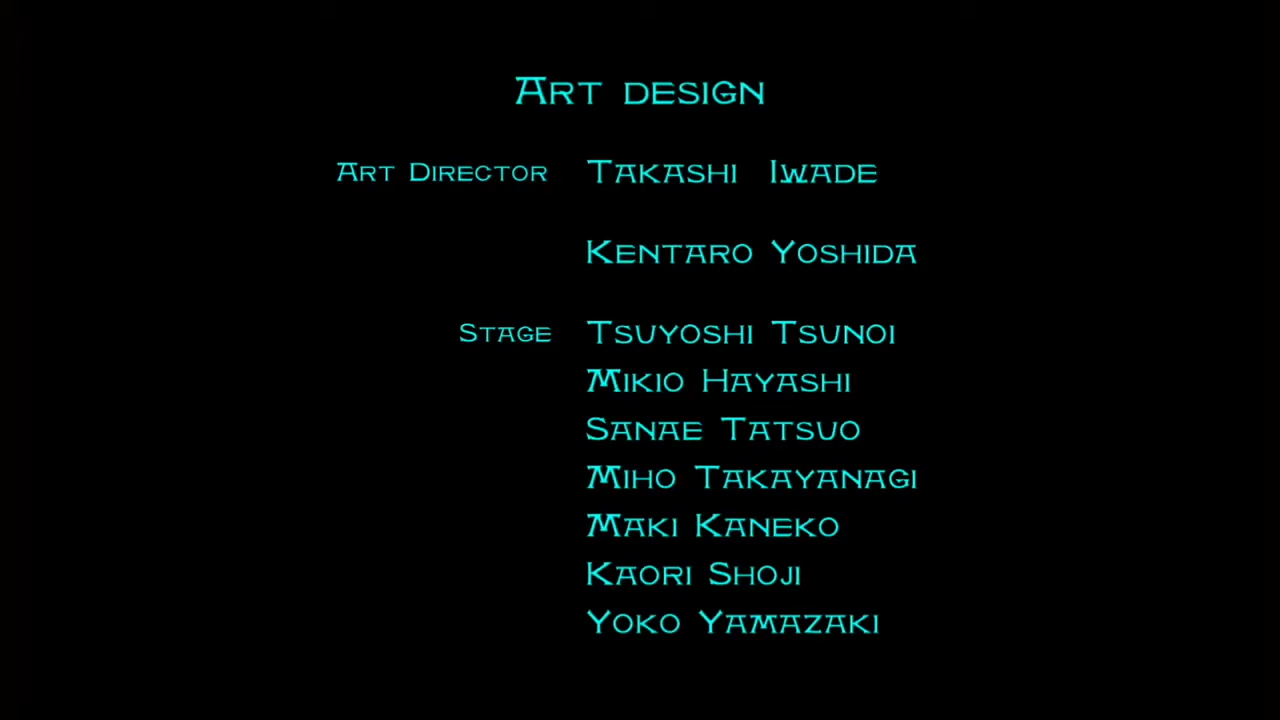 Art design
Art Director Takashi Iwade
Kentaro Yoshida
Stage Tsuyoshi Tsunoi
Mikio Hayashi
Sanae Tatsuo
Miho Takayanagi
Maki Kaneko
Kaori Shoji
Yoko Yamazaki